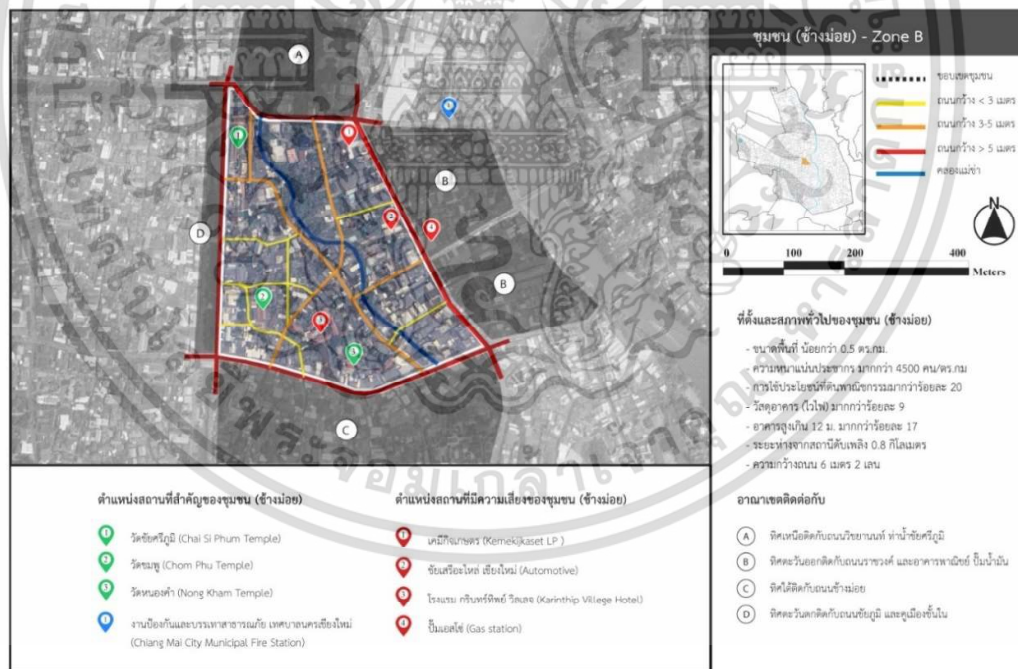 ชุมชน (ช้างม่อย) - Zone B
ขอบเขตชุมชน
ถนนกว้าง < 3 เมตร
ถนนกว้าง 3-5 เมตร
ถนนกว้าง > 5 เมตร
คลองแม่ข่า
N
0 100 200 400
Meters
A
B
B
C
D
1
2
3
1
2
3
4
ที่ตั้งและสภาพทั่วไปของชุมชน (ช้างม่อย)
- ขนาดพื้นที่ น้อยกว่า 0.5 ตร.กม.
- ความหนาแน่นประชากร มากกว่า 4500 คน/ตร.กม
- การใช้ประโยชน์ที่ดินพาณิชกรรมมากกว่าร้อยละ 20
- วัสดุอาคาร (ไวไฟ) มากกว่าร้อยละ 9
- อาคารสูงเกิน 12 ม. มากกว่าร้อยละ 17
- ระยะห่างจากสถานีดับเพลิง 0.8 กิโลเมตร
- ความกว้างถนน 6 เมตร 2 เลน
อาณาเขตติดต่อกับ
A ทิศเหนือติดกับถนนวิชยานนท์ ท่าน้ำชัยศรีภูมิ
B ทิศตะวันออกติดกับถนนราชวงค์ และอาคารพาณิชย์ ปั๊มน้ำมัน
C ทิศใต้ติดกับถนนช้างม่อย
D ทิศตะวันตกติดกับถนนชัยภูมิ และคูเมืองชั้นใน
ตำแหน่งสถานที่สำคัญของชุมชน (ช้างม่อย)
1 วัดชัยศรีภูมิ (Chai Si Phum Temple)
2 วัดชมพู (Chom Phu Temple)
3 วัดหนองคำ (Nong Kham Temple)
1 งานป้องกันและบรรเทาสาธารณภัย เทศบาลนครเชียงใหม่
(Chiang Mai City Municipal Fire Station)
ตำแหน่งสถานที่มีความเสี่ยงของชุมชน (ช้างม่อย)
1 เคมีกิจเกษตร (Kemekijkaset LP )
2 ชัยเสรีอะไหล่ เชียงใหม่ (Automotive)
3 โรงแรม กรินทร์ทิพย์ วิลเลจ (Karinthip Villege Hotel)
4 ปั๊มเอสโซ่ (Gas station)